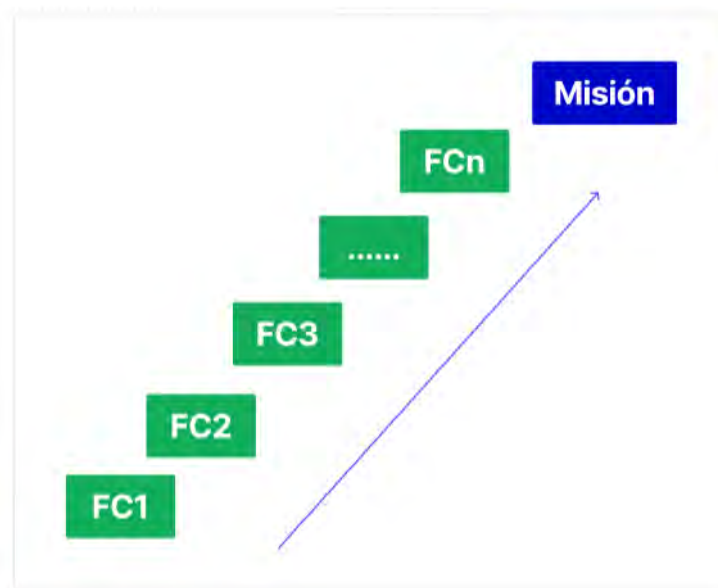 Misión
FCn
......
FC3
FC2
FC1